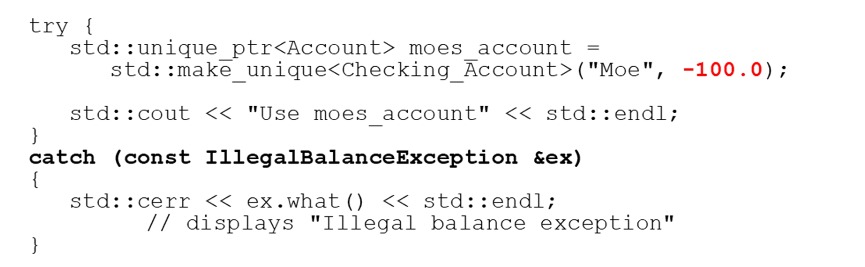 try {
std::unique_ptr<Account> moes_account =
std::make_unique<Checking_Account>("Moe", -100.0);
std::cout << "Use moes_account" << std::endl;
}
catch (const IllegalBalanceException &ex)
{
std::cerr << ex.what() << std::endl;
// displays "Illegal balance exception"
}